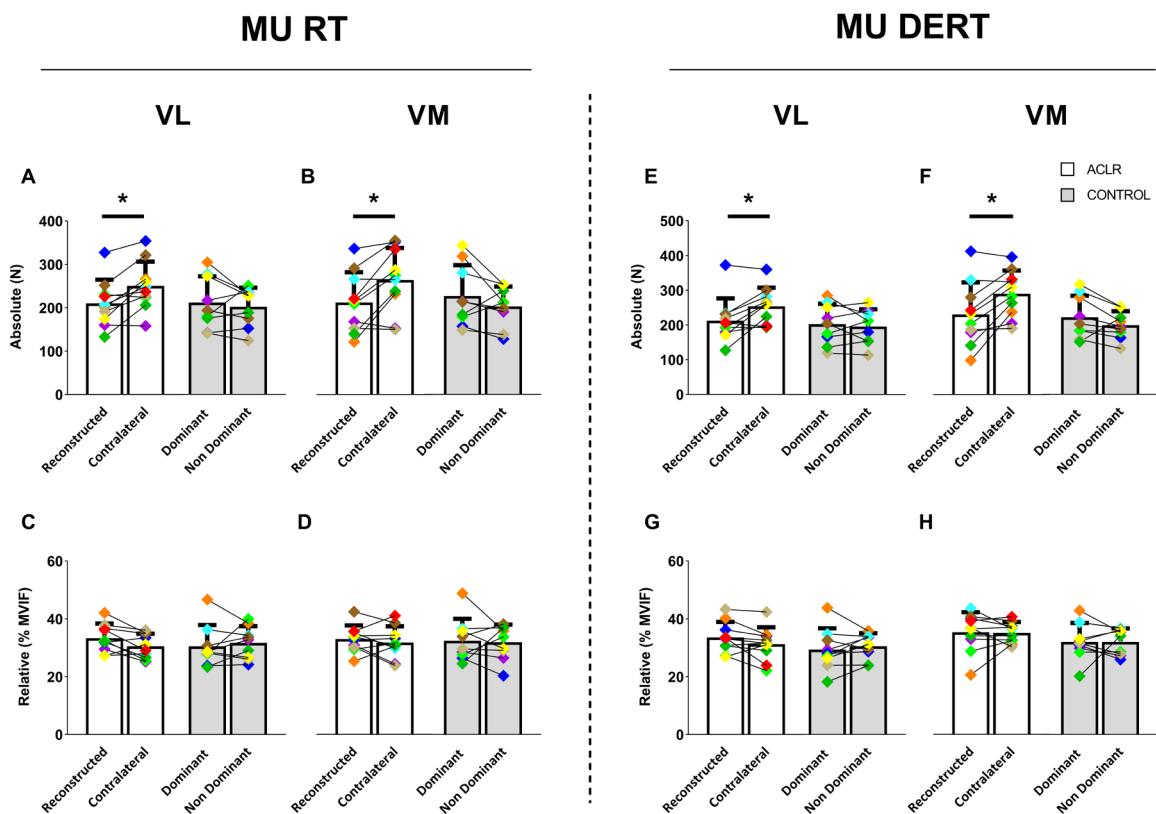 MU RT
MU DERT
VL
VM
VL
VM
ACLR
CONTROL
A
*
Absolute (N)
400
300
200
100
0
Reconstructed
Contralateral
Dominant
Non Dominant
B
*
Reconstructed
Contralateral
Dominant
Non Dominant
E
*
Absolute (N)
500
400
300
200
100
0
Reconstructed
Contralateral
Dominant
Non Dominant
F
*
Reconstructed
Contralateral
Dominant
Non Dominant
C
Relative (% MVIF)
60
40
20
0
Reconstructed
Contralateral
Dominant
Non Dominant
D
Reconstructed
Contralateral
Dominant
Non Dominant
G
Relative (% MVIF)
60
40
20
0
Reconstructed
Contralateral
Dominant
Non Dominant
H
Reconstructed
Contralateral
Dominant
Non Dominant